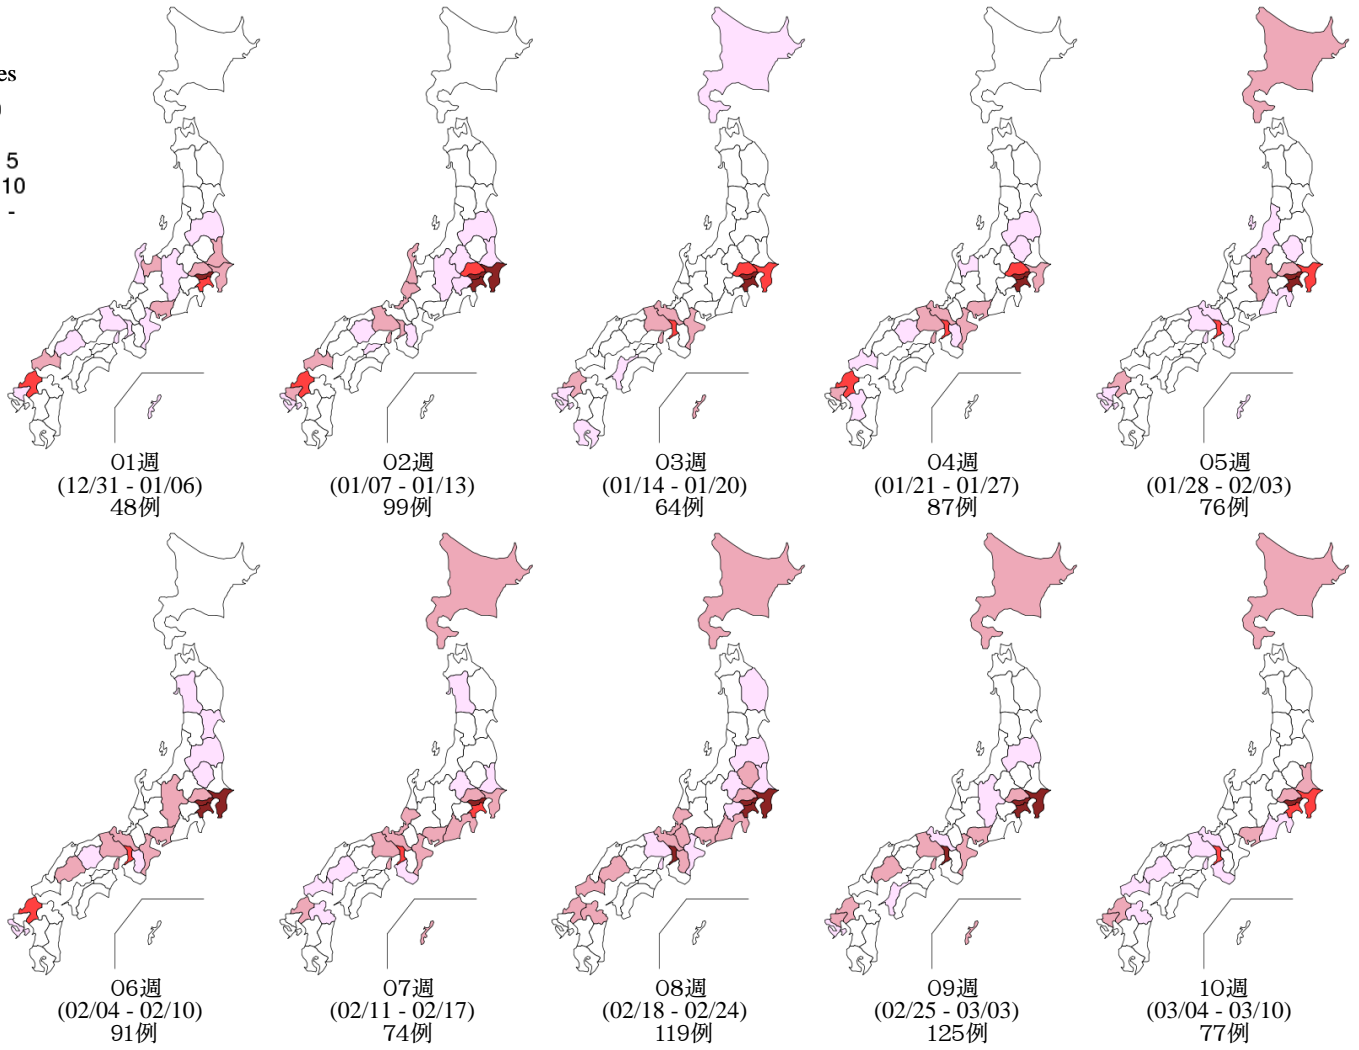 es
5
10
-
01週
(12/31 - 01/06)
48例
02週
(01/07 - 01/13)
99例
03週
(01/14 - 01/20)
64例
04週
(01/21 - 01/27)
87例
05週
(01/28 - 02/03)
76例
06週
(02/04 - 02/10)
91例
07週
(02/11 - 02/17)
74例
08週
(02/18 - 02/24)
119例
09週
(02/25 - 03/03)
125例
10週
(03/04 - 03/10)
77例